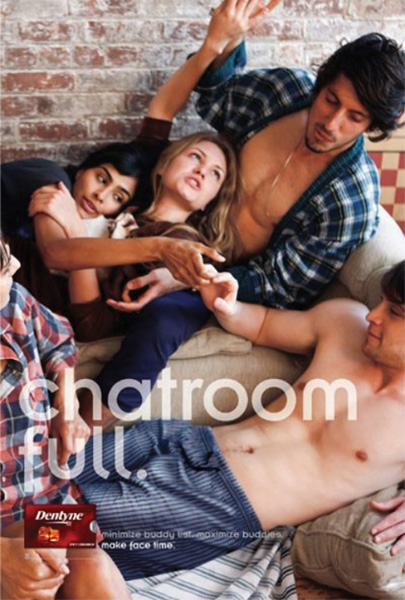 chatroom
full.
Dentyne
minimize buddy list. maximize buddies.
make face time.